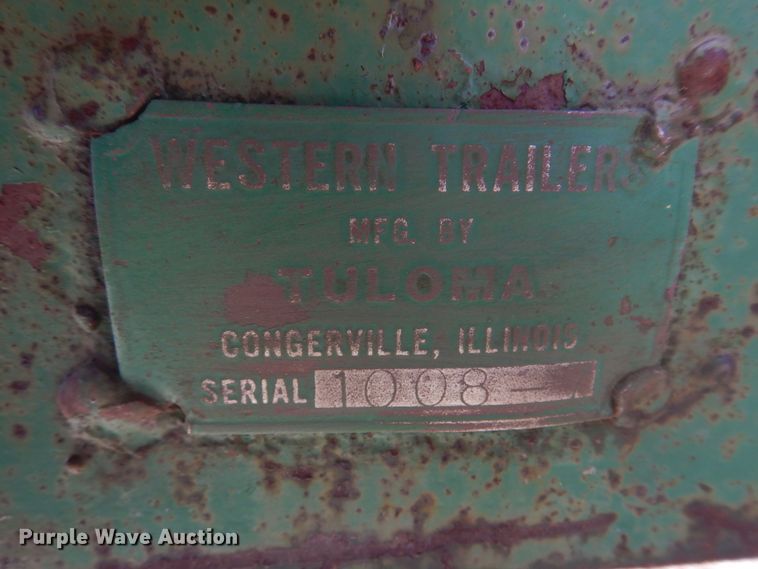 WESTERN TRAILERS
MFG. BY
TULOMA
CONGERVILLE, ILLINOIS
SERIAL 1008-
Purple Wave Auction